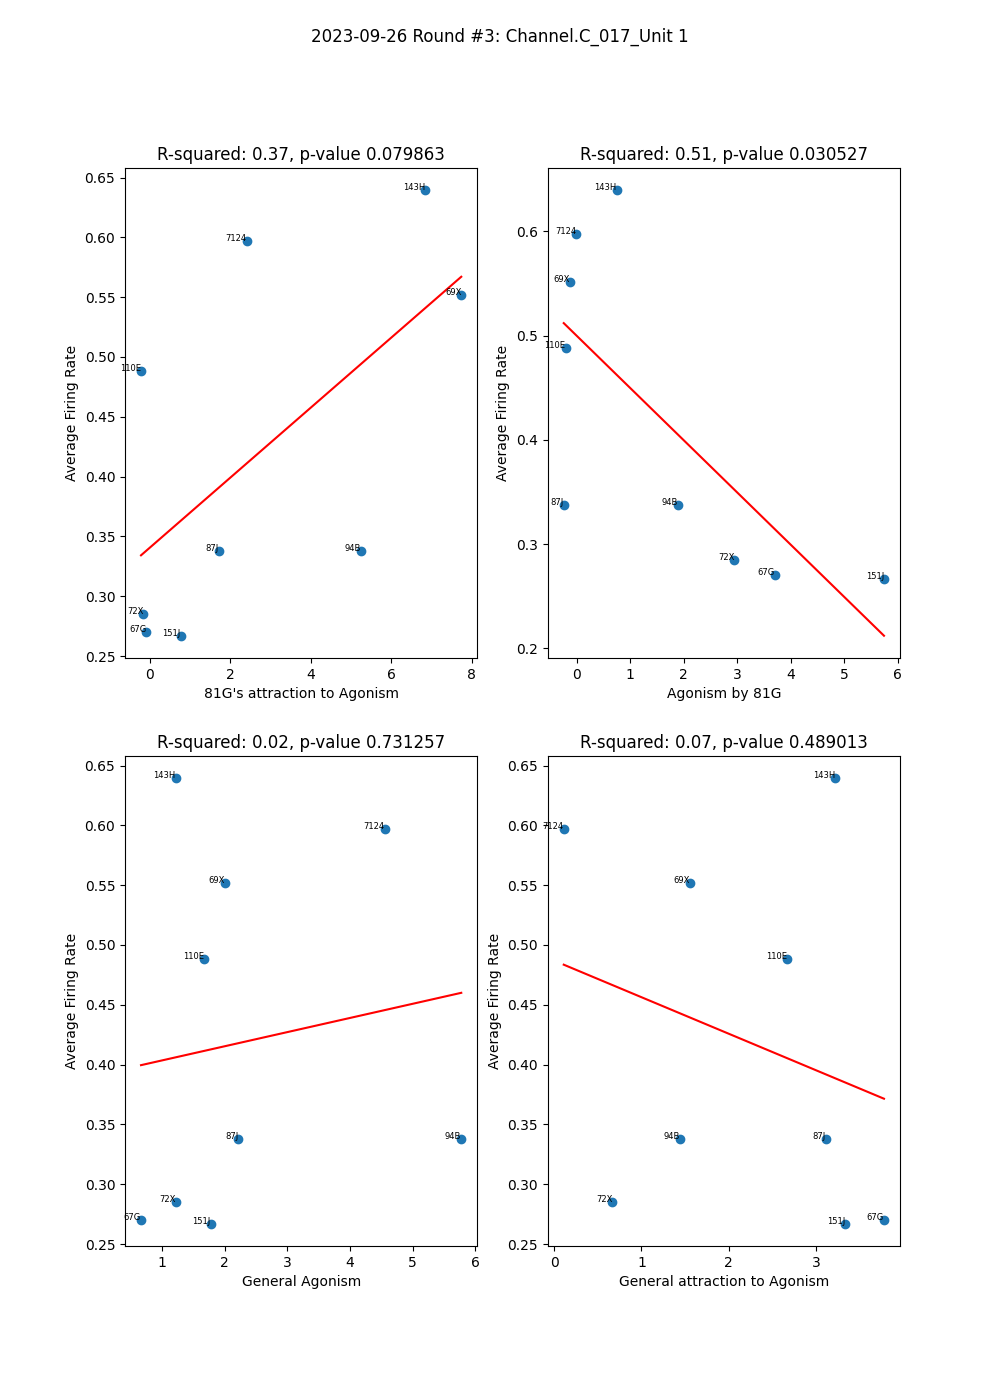 2023-09-26 Round #3: Channel.C_017_Unit 1
R-squared: 0.37, p-value 0.079863
0.65
0.60
0.55
0.50
0.45
0.40
0.35
0.30
0.25
Average Firing Rate
143H
7124
69X
110E
87J
94B
72X
67G
151J
0 2 4 6 8
81G's attraction to Agonism
R-squared: 0.51, p-value 0.030527
0.6
0.5
0.4
0.3
0.2
Average Firing Rate
143H
7124
69X
110E
87J
94B
72X
67G
151J
0 1 2 3 4 5 6
Agonism by 81G
R-squared: 0.02, p-value 0.731257
0.65
0.60
0.55
0.50
0.45
0.40
0.35
0.30
0.25
Average Firing Rate
143H
7124
69X
110E
87J
94B
72X
67G
151J
1 2 3 4 5 6
General Agonism
R-squared: 0.07, p-value 0.489013
0.65
0.60
0.55
0.50
0.45
0.40
0.35
0.30
0.25
Average Firing Rate
143H
7124
69X
110E
94B
87J
72X
151J
67G
0 1 2 3
General attraction to Agonism